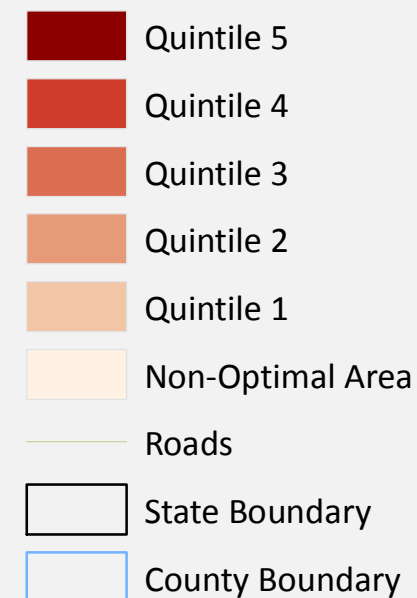 Quintile 5
Quintile 4
Quintile 3
Quintile 2
Quintile 1
Non-Optimal Area
Roads
State Boundary
County Boundary